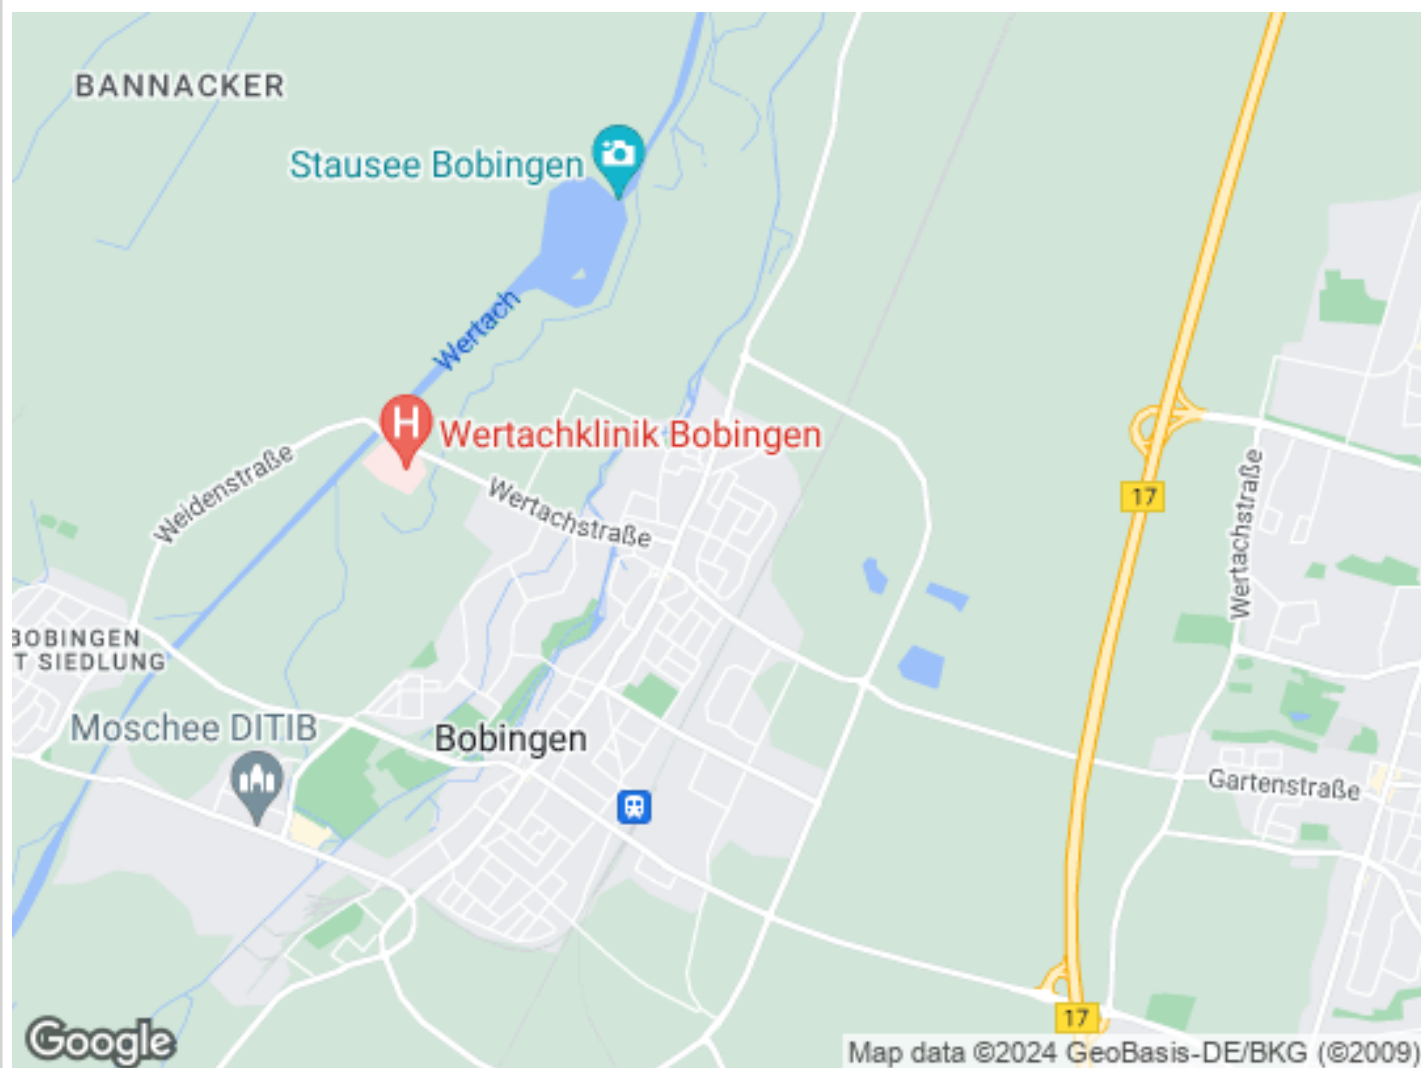 BANNACKER
Stausee Bobingen
Wertach
Wertachklinik Bobingen
Weidenstraße
Wertachstraße
17
Wertachstraße
BOBINGEN
T SIEDLUNG
Moschee DITIB
Bobingen
Gartenstraße
17
Google
Map data ©2024 GeoBasis-DE/BKG (©2009)
H